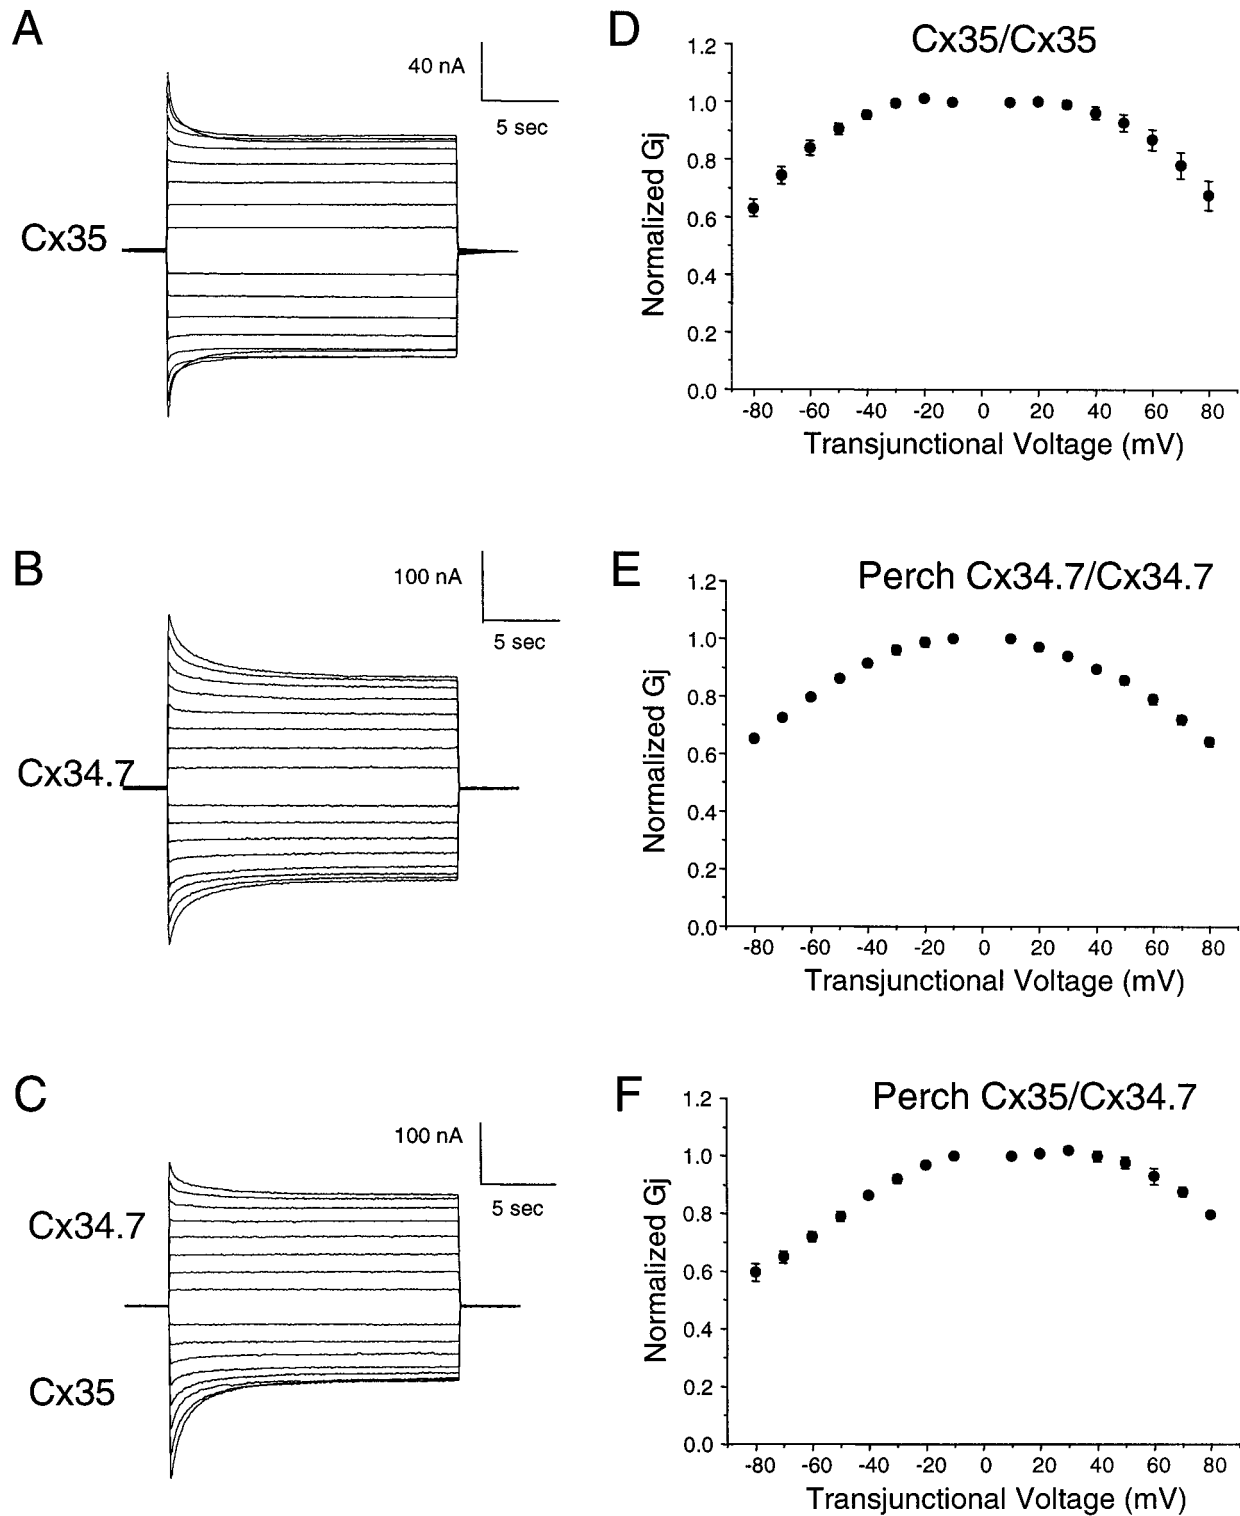 A
40 nA
5 sec
Cx35
D
Cx35/Cx35
1.2
1.0
0.8
0.6
0.4
0.2
0.0
Normalized Gj
-80 -60 -40 -20 0 20 40 60 80
Transjunctional Voltage (mV)
B
100 nA
5 sec
Cx34.7
E
Perch Cx34.7/Cx34.7
1.2
1.0
0.8
0.6
0.4
0.2
0.0
Normalized Gj
-80 -60 -40 -20 0 20 40 60 80
Transjunctional Voltage (mV)
C
100 nA
5 sec
Cx34.7
Cx35
F
Perch Cx35/Cx34.7
1.2
1.0
0.8
0.6
0.4
0.2
0.0
Normalized Gj
-80 -60 -40 -20 0 20 40 60 80
Transjunctional Voltage (mV)